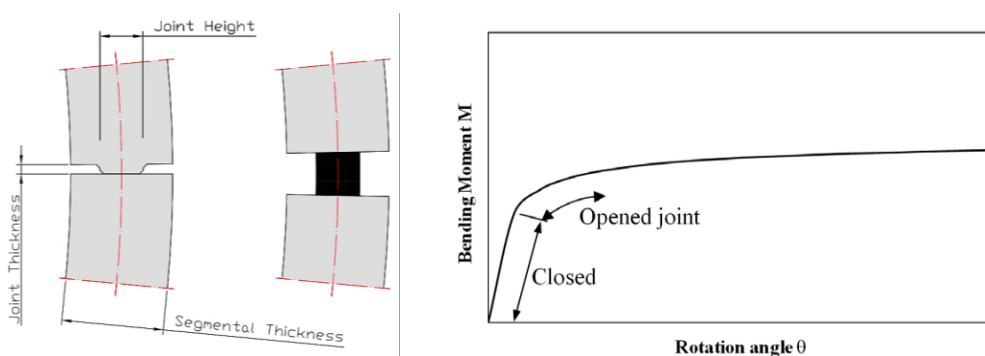 Joint Height
Joint Thickness
Segmental Thickness
Bending Moment M
Opened joint
Closed
Rotation angle θ